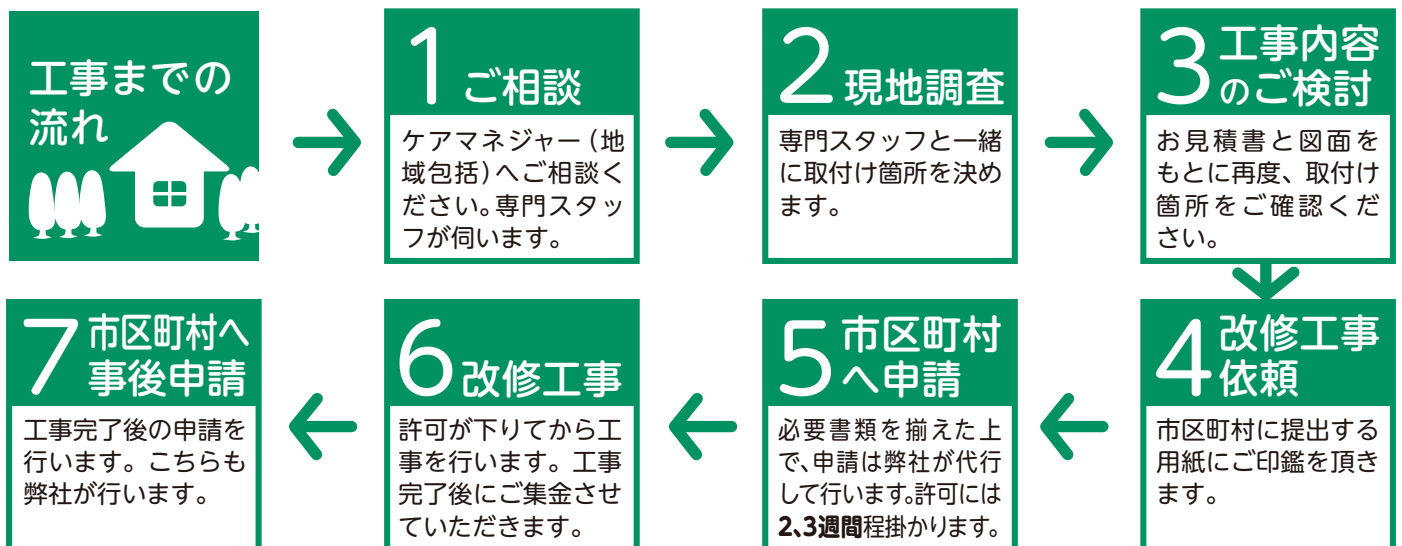 工事までの
流れ
1 ご相談
ケアマネジャー(地
域包括)へご相談く
ださい。専門スタッ
フが伺います。
2 現地調査
専門スタッフと一緒
に取付け箇所を決め
ます。
3 工事内容
のご検討
お見積書と図面を
もとに再度、取付け
箇所をご確認くだ
さい。
4 改修工事
依頼
市区町村に提出する
用紙にご印鑑を頂き
ます。
5 市区町村
へ申請
必要書類を揃えた上
で、申請は弊社が代行
して行います。許可には
2、3週間程掛かります。
6 改修工事
許可が下りてから工
事を行います。工事
完了後にご集金させ
ていただきます。
7 市区町村へ
事後申請
工事完了後の申請を
行います。こちらも
弊社が行います。